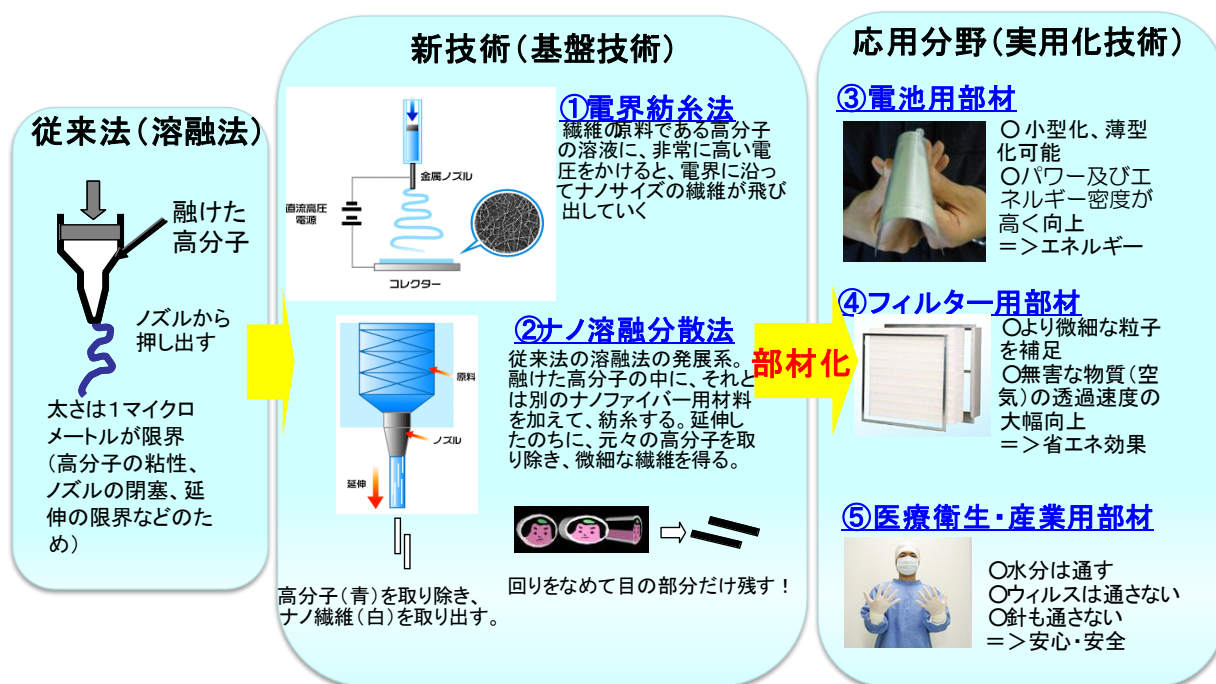 従来法（溶融法）
融けた
高分子
ノズルから
押し出す
太さは１マイクロ
メートルが限界
（高分子の粘性、
ノズルの閉塞、延
伸の限界などのた
め）
新技術（基盤技術）
①電界紡糸法
繊維の原料である高分子
の溶液に、非常に高い電
圧をかけると、電界に沿っ
てナノサイズの繊維が飛び
出していく
金属ノズル
直流高圧
電源
コレクター
②ナノ溶融分散法
従来法の溶融法の発展系。
融けた高分子の中に、それと
は別のナノファイバー用材料
を加えて、紡糸する。延伸し
たのちに、元々の高分子を取
り除き、微細な繊維を得る。
原料
ノズル
延伸
高分子（青）を取り除き、
ナノ繊維（白）を取り出す。
回りをなめて目の部分だけ残す！
部材化
応用分野（実用化技術）
③電池用部材
○小型化、薄型
化可能
○パワー及びエ
ネルギー密度が
高く向上
＝＞エネルギー
④フィルター用部材
○より微細な粒子
を補足
○無害な物質（空
気）の透過速度の
大幅向上
＝＞省エネ効果
⑤医療衛生・産業用部材
○水分は通す
○ウィルスは通さない
○針も通さない
＝＞安心・安全